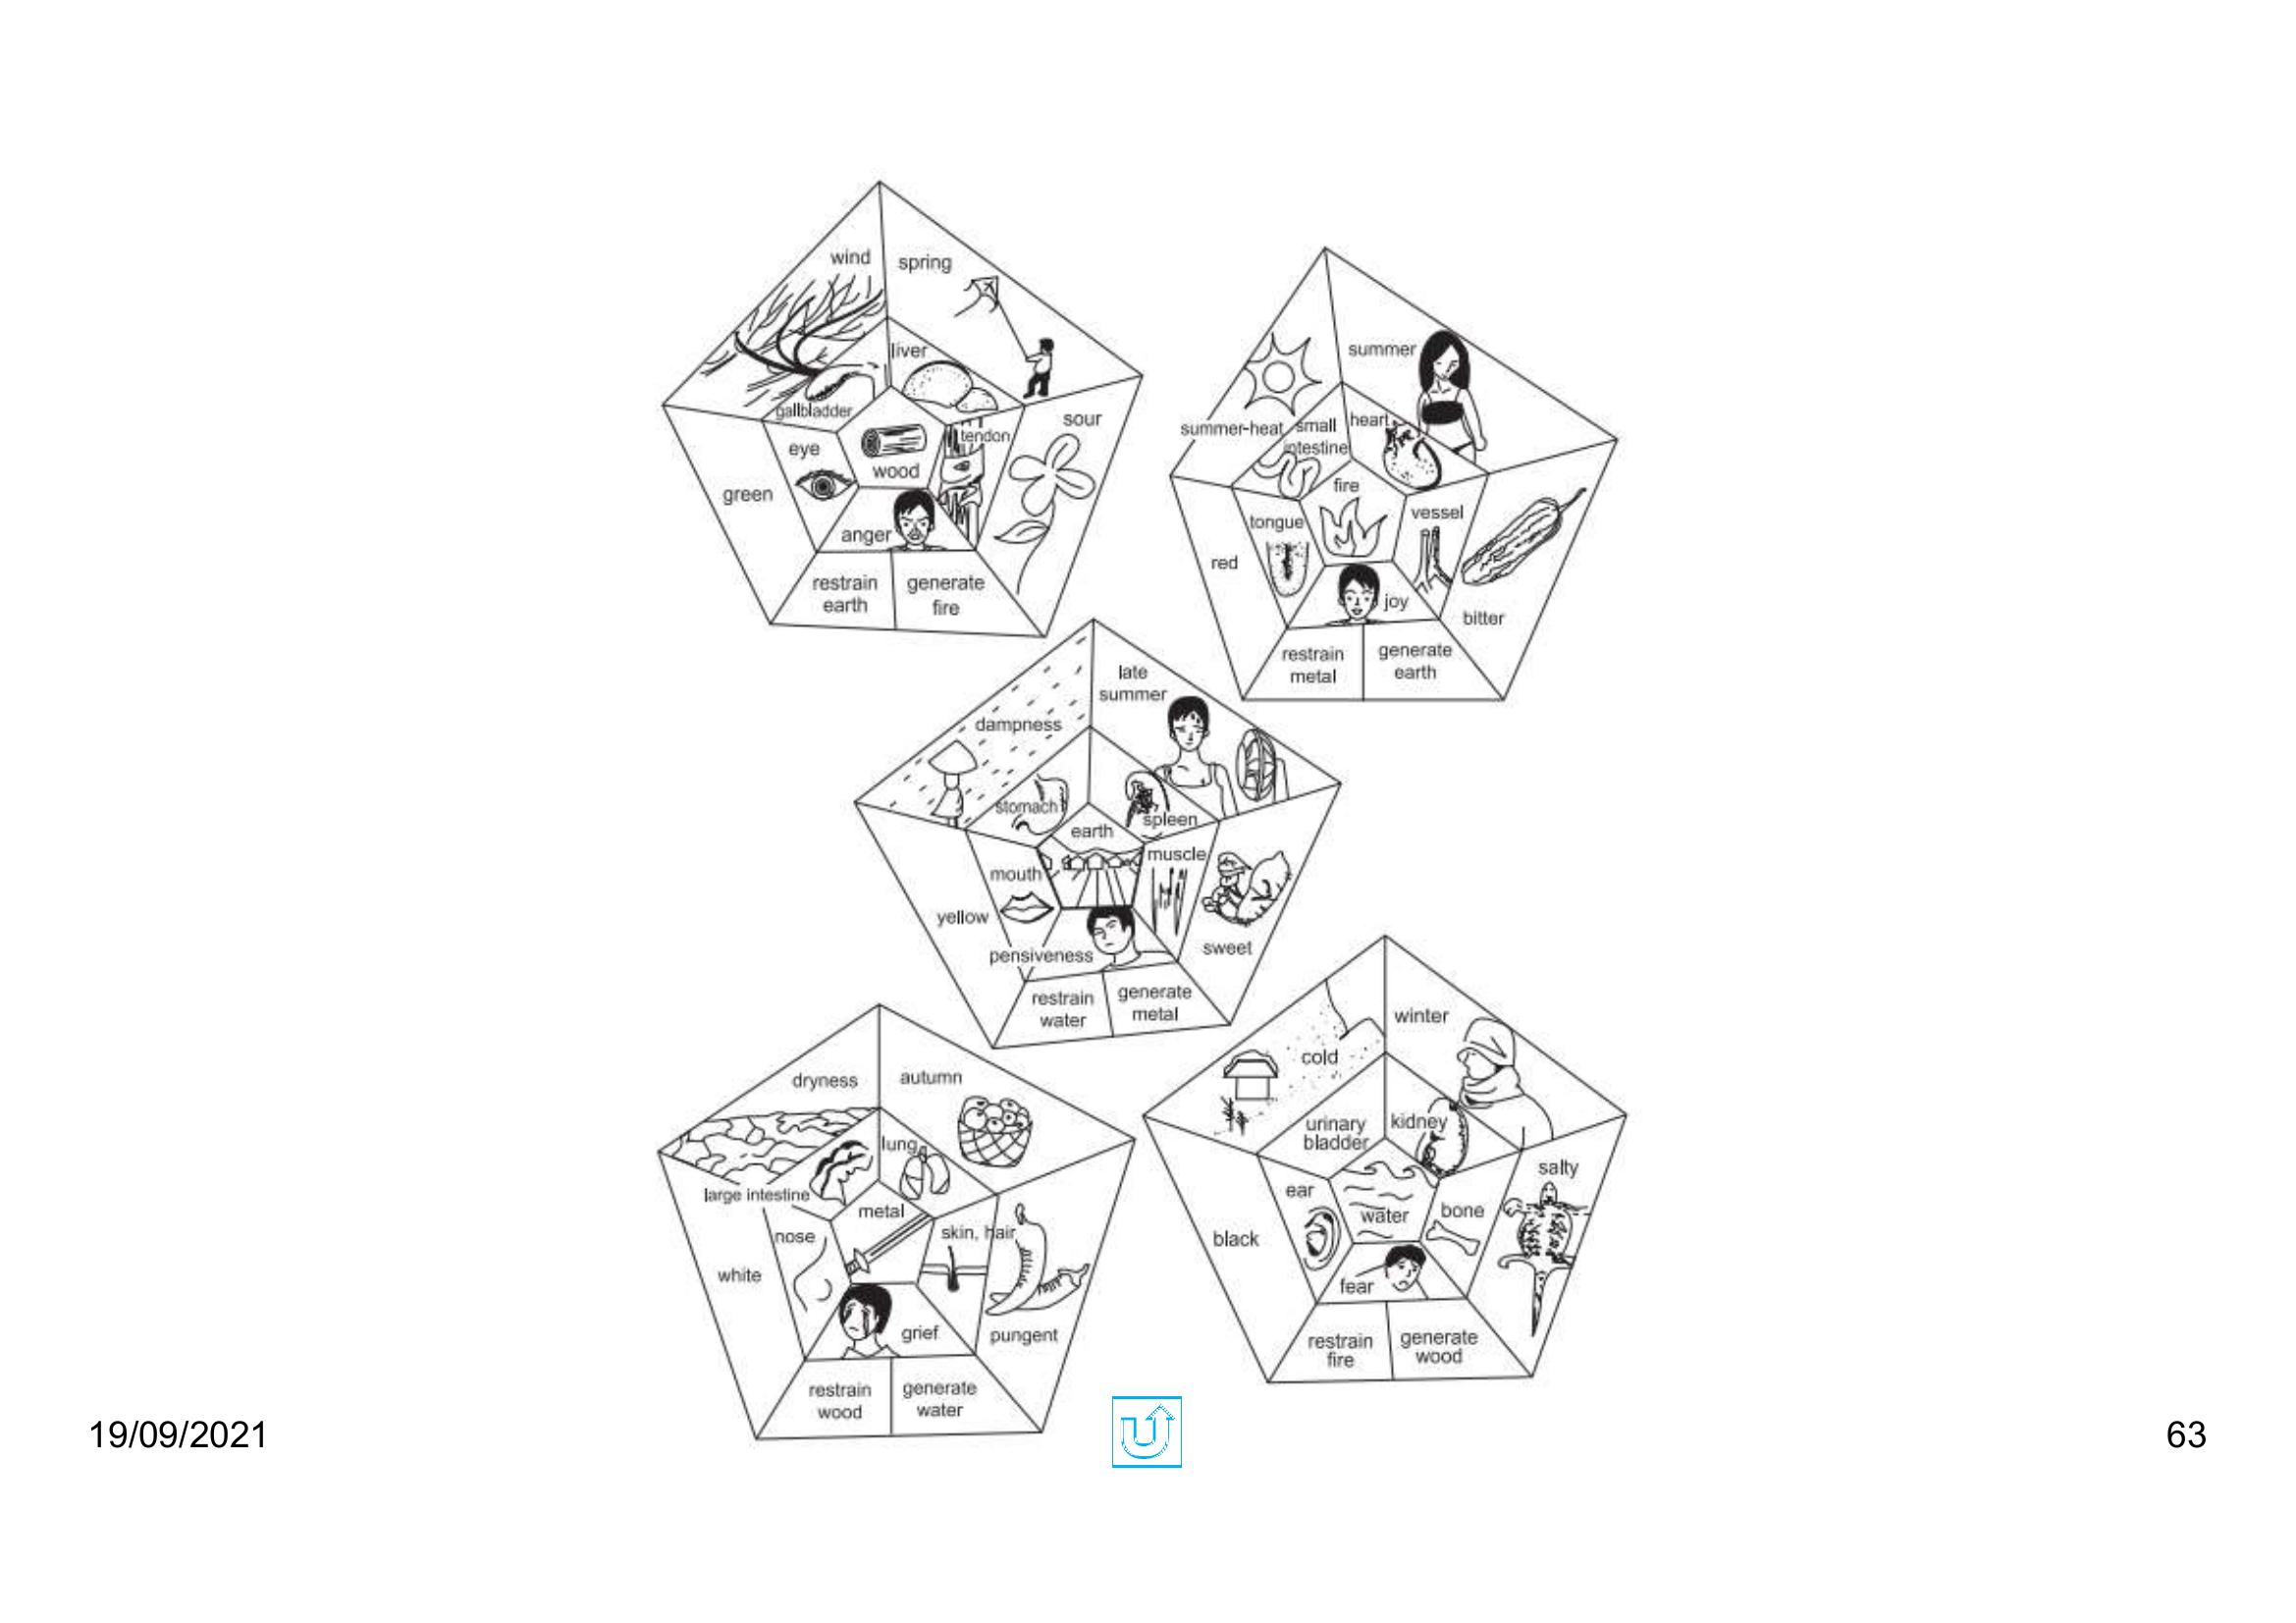 wind
spring
liver
gallbladder
tendon
sour
eye
wood
green
anger
restrain
earth
generate
fire
summer
summer-heat
small
intestine
heart
fire
tongue
vessel
red
joy
bitter
restrain
metal
generate
earth
late
summer
dampness
stomach
spleen
earth
mouth
muscle
yellow
pensiveness
sweet
restrain
water
generate
metal
dryness
autumn
lung
large intestine
metal
nose
skin, hair
white
grief
pungent
restrain
wood
generate
water
winter
cold
urinary
bladder
kidney
salty
ear
water
bone
black
fear
restrain
fire
generate
wood
19/09/2021
U
63